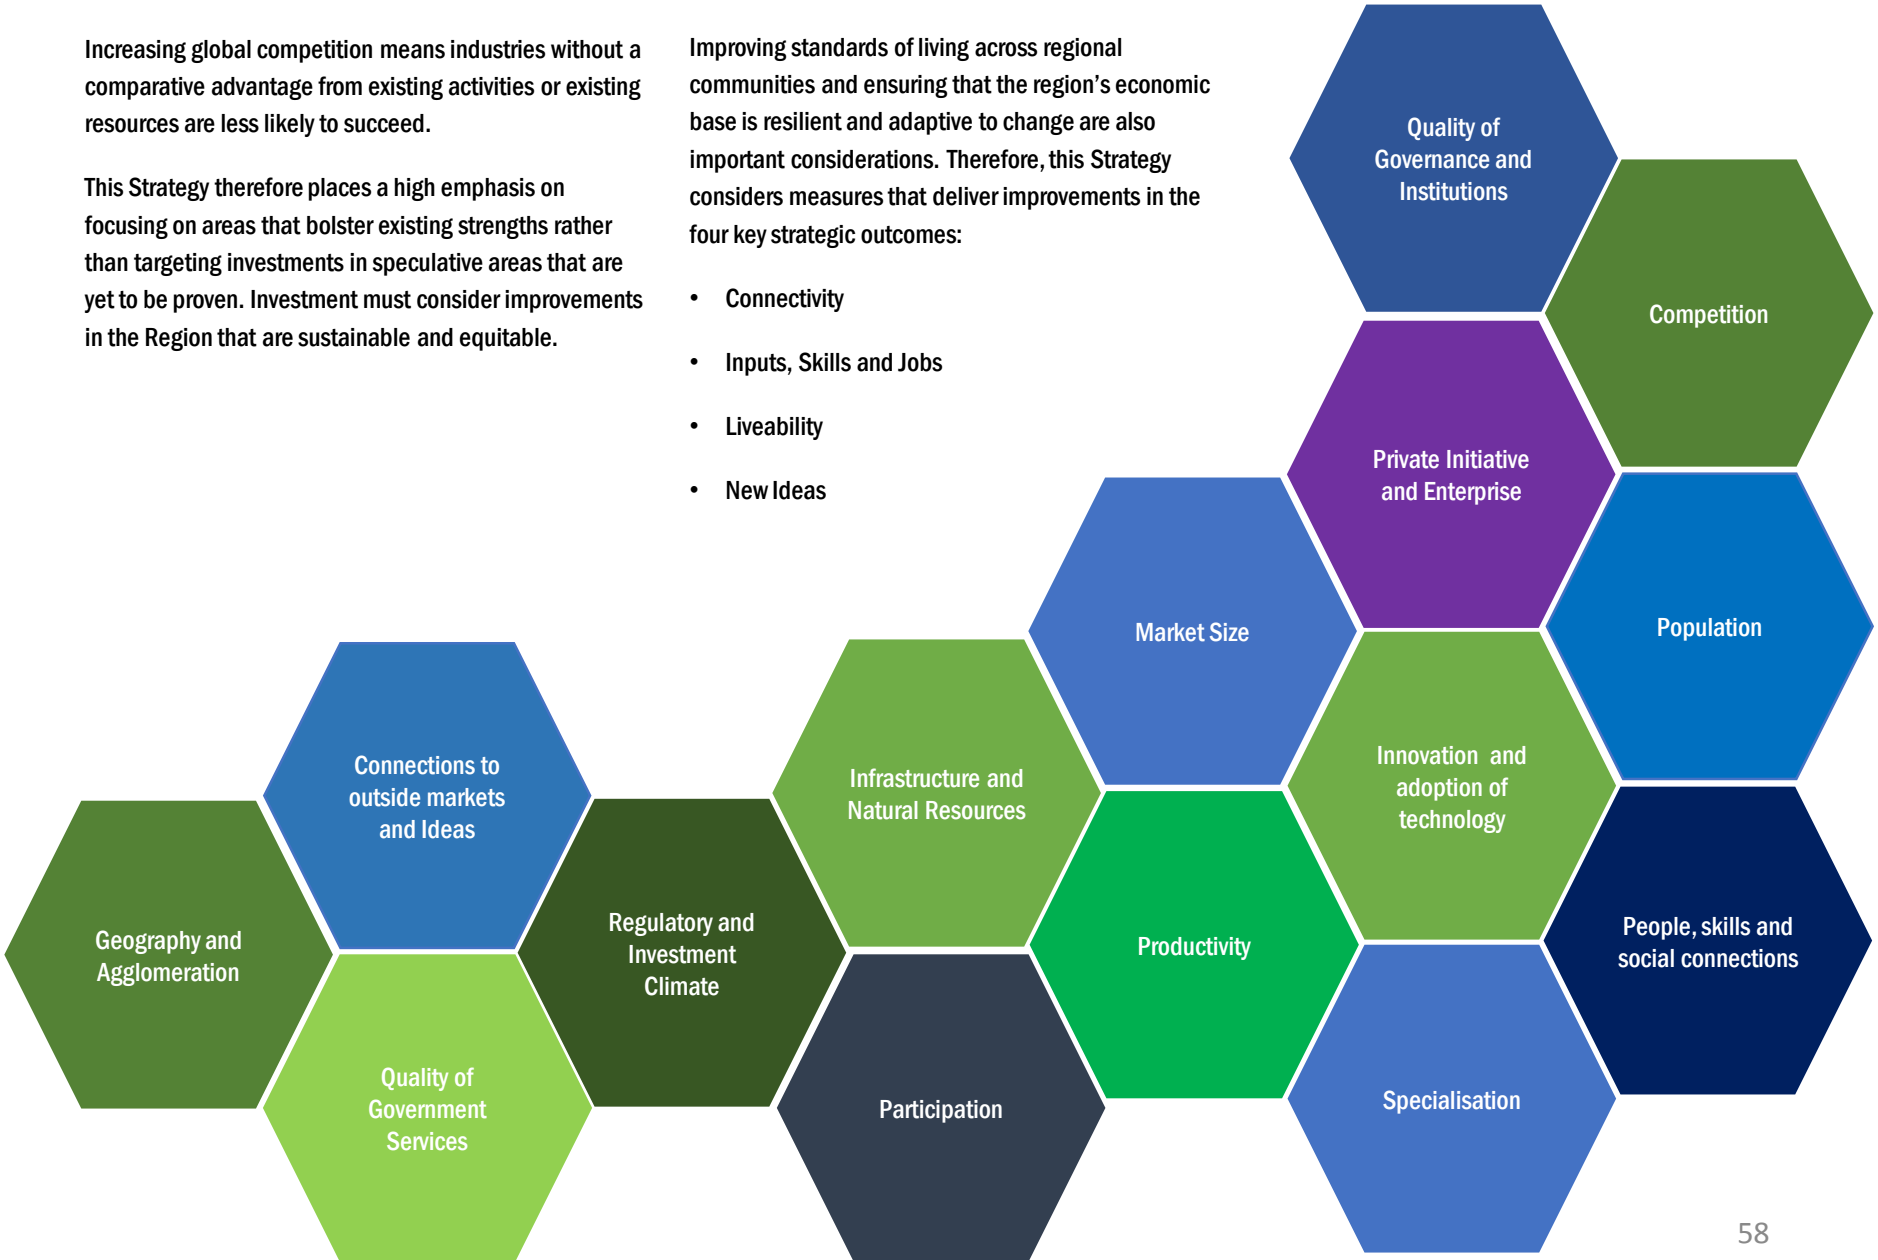 Increasing global competition means industries without a
comparative advantage from existing activities or existing
resources are less likely to succeed.
This Strategy therefore places a high emphasis on
focusing on areas that bolster existing strengths rather
than targeting investments in speculative areas that are
yet to be proven. Investment must consider improvements
in the Region that are sustainable and equitable.
Improving standards of living across regional
communities and ensuring that the region's economic
base is resilient and adaptive to change are also
important considerations. Therefore, this Strategy
considers measures that deliver improvements in the
four key strategic outcomes:
• Connectivity
• Inputs, Skills and Jobs
• Liveability
• New Ideas
Quality of
Governance and
Institutions
Competition
Private Initiative
and Enterprise
Market Size
Population
Connections to
outside markets
and Ideas
Infrastructure and
Natural Resources
Innovation and
adoption of
technology
Geography and
Agglomeration
Regulatory and
Investment
Climate
Productivity
People, skills and
social connections
Quality of
Government
Services
Participation
Specialisation
58